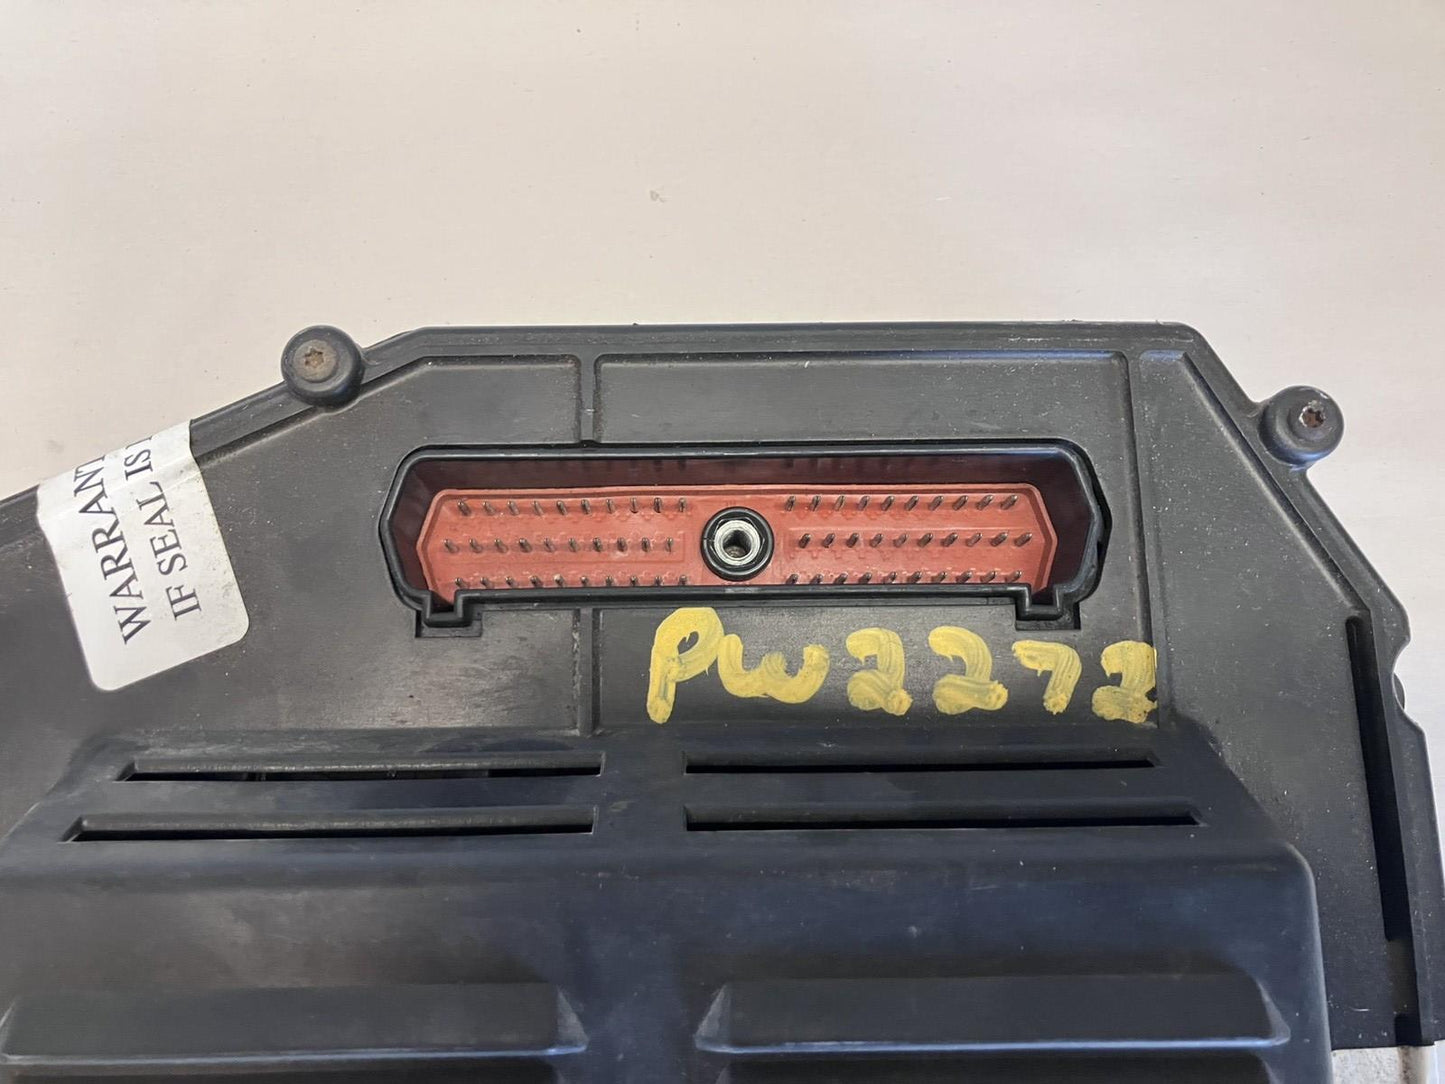 WARRANT
IF SEAL IS
PW2272